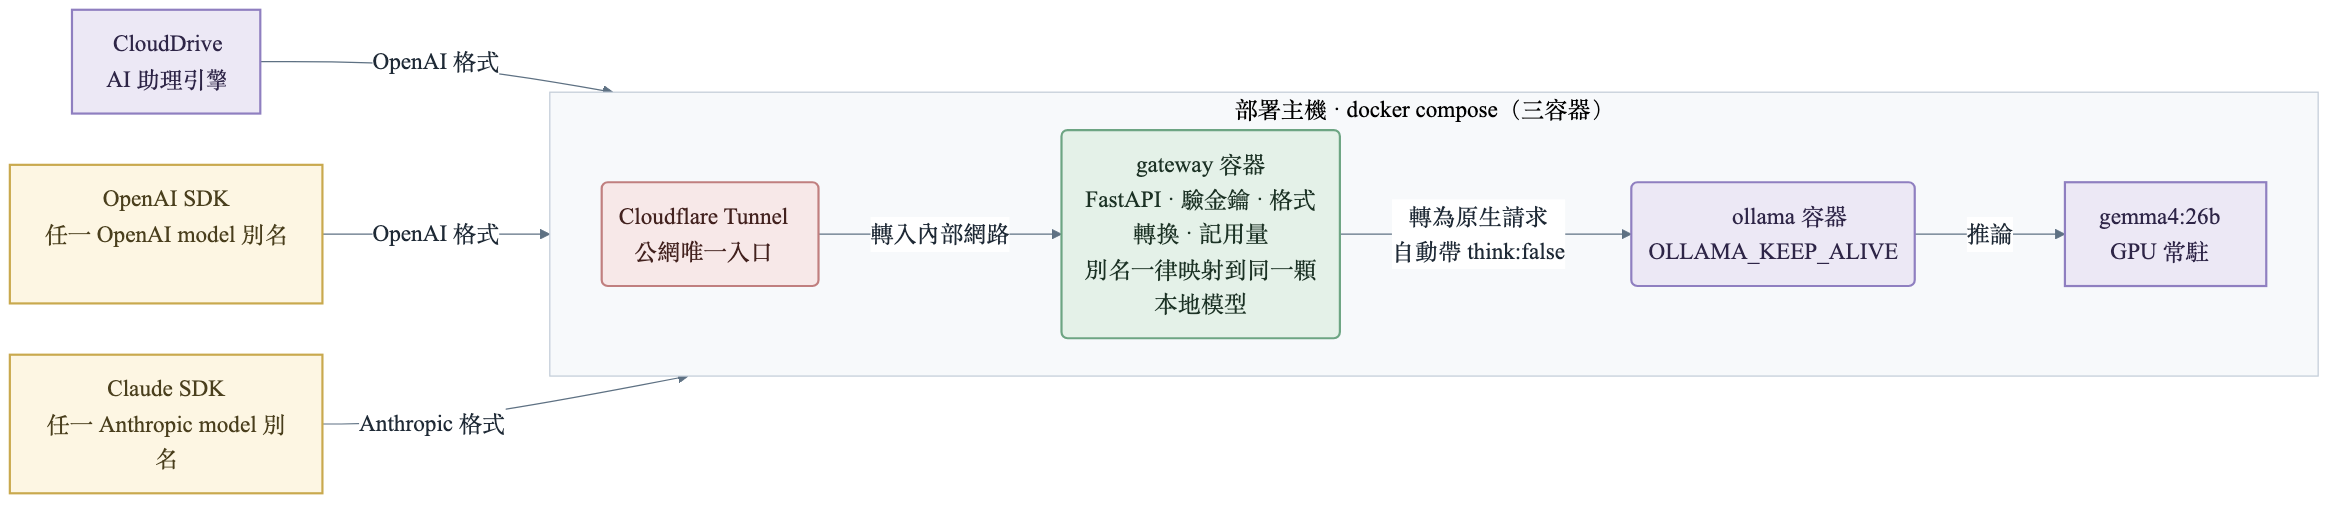 CloudDrive
AI 助理引擎
OpenAI 格式
OpenAI SDK
任一 OpenAI model 別名
OpenAI 格式
Claude SDK
任一 Anthropic model 別
名
Anthropic 格式
部署主機 · docker compose（三容器）
Cloudflare Tunnel
公網唯一入口
轉入內部網路
gateway 容器
FastAPI · 驗金鑰 · 格式
轉換 · 記用量
別名一律映射到同一顆
本地模型
轉為原生請求
自動帶 think:false
ollama 容器
OLLAMA_KEEP_ALIVE
推論
gemma4:26b
GPU 常駐